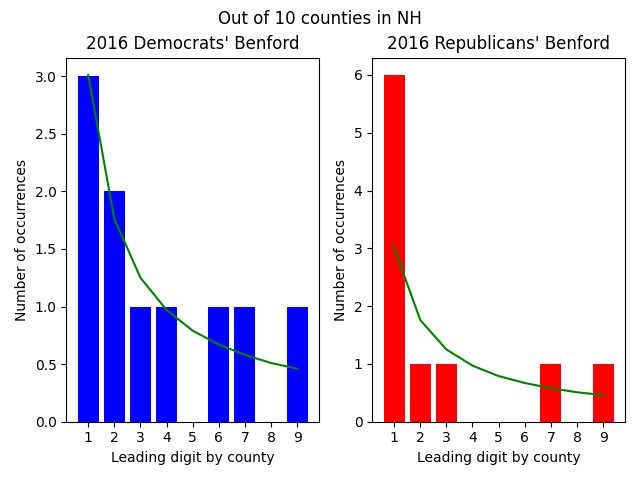 Out of 10 counties in NH
2016 Democrats' Benford
3.0
2.5
2.0
1.5
1.0
0.5
0.0
Number of occurrences
1 2 3 4 5 6 7 8 9
Leading digit by county
2016 Republicans' Benford
6
5
4
3
2
1
0
Number of occurrences
1 2 3 4 5 6 7 8 9
Leading digit by county